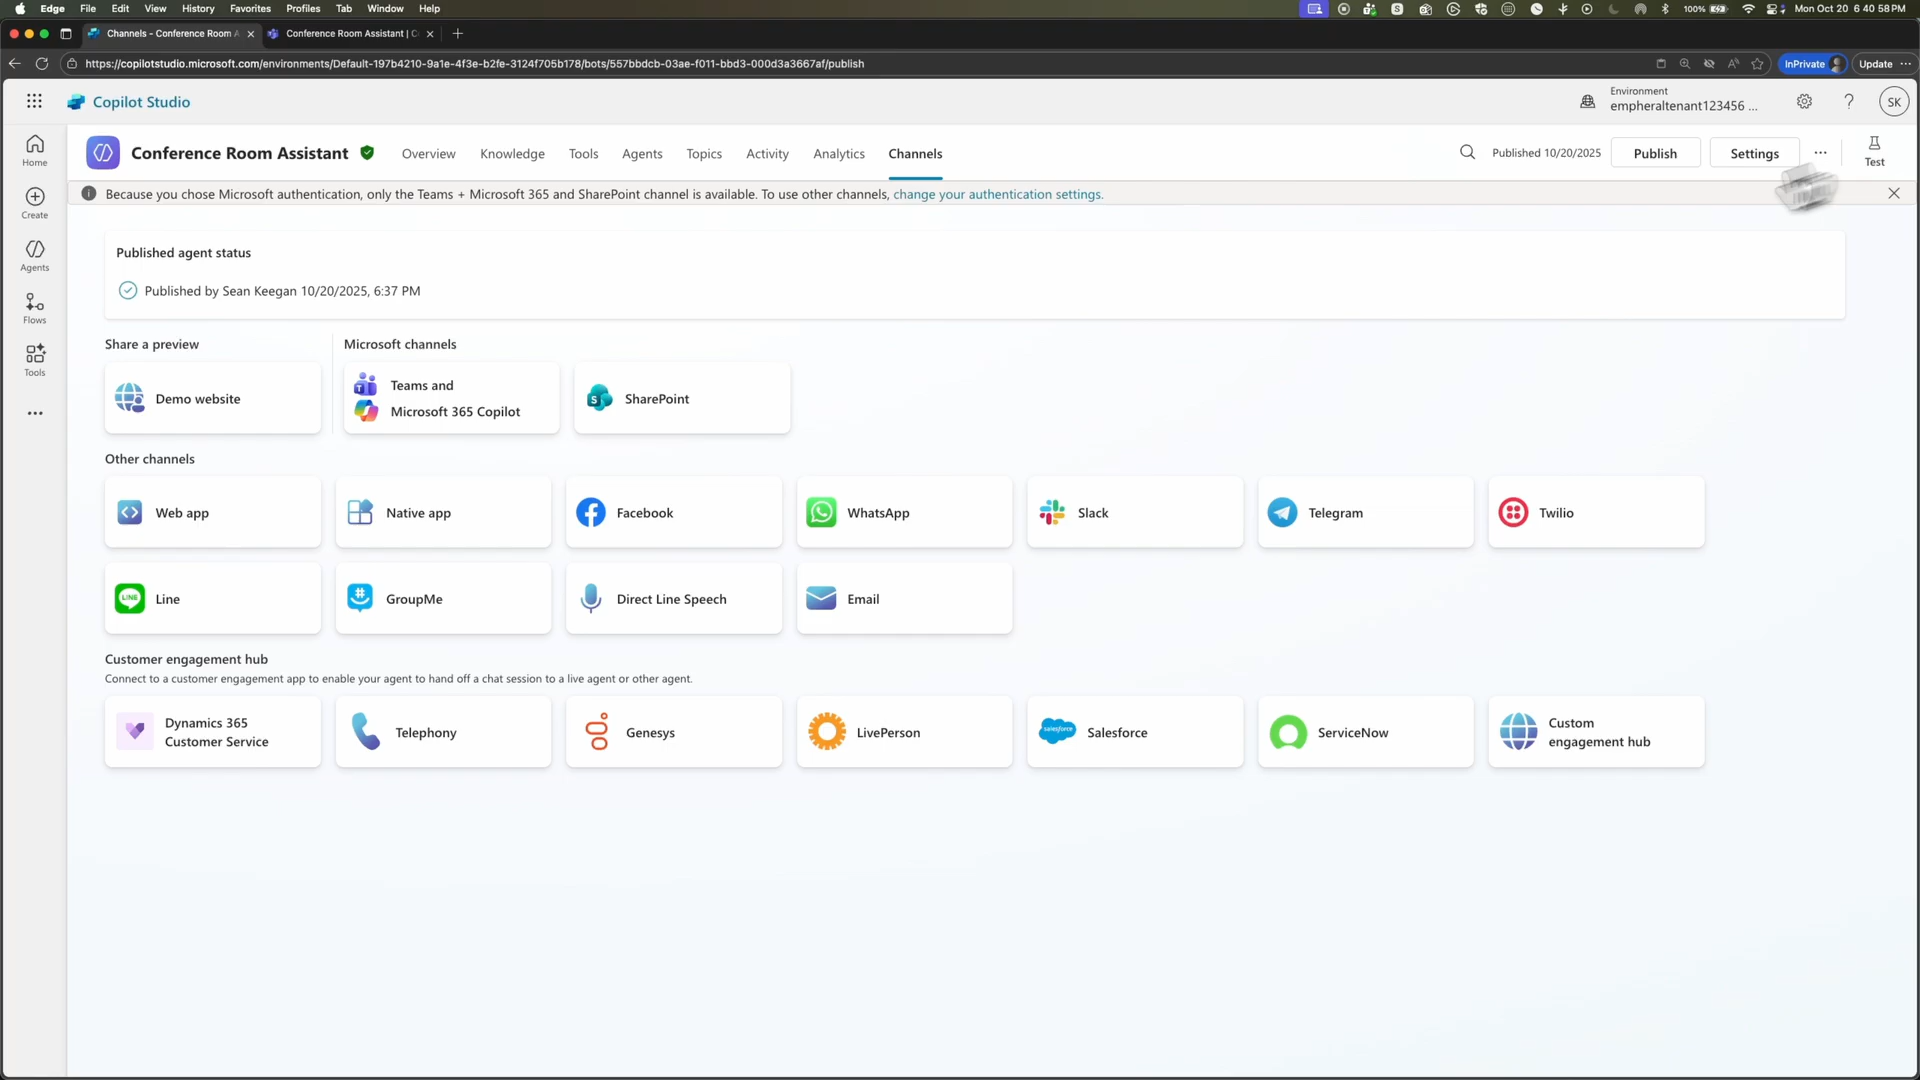 Edge File Edit View History Favorites Profiles Tab Window Help 100% Mon Oct 20 6 40 58 PM
Channels - Conference Room A Conference Room Assistant | C
https://copilotstudio.microsoft.com/environments/Default-197b4210-9a1e-4f3e-b2fe-3124f705b178/bots/557bbdcb-03ae-f011-bbd3-000d3a3667af/publish InPrivate Update
Copilot Studio
Environment
empheraltenant123456 ...
? SK
Home
Create
Agents
Flows
Tools
Conference Room Assistant Overview Knowledge Tools Agents Topics Activity Analytics Channels Published 10/20/2025 Publish Settings ... Test
Because you chose Microsoft authentication, only the Teams + Microsoft 365 and SharePoint channel is available. To use other channels, change your authentication settings.
Published agent status
Published by Sean Keegan 10/20/2025, 6:37 PM
Share a preview
Demo website
Microsoft channels
Teams and
Microsoft 365 Copilot
SharePoint
Other channels
Web app
Native app
Facebook
WhatsApp
Slack
Telegram
Twilio
LINE
Line
GroupMe
Direct Line Speech
Email
Customer engagement hub
Connect to a customer engagement app to enable your agent to hand off a chat session to a live agent or other agent.
Dynamics 365
Customer Service
Telephony
Genesys
LivePerson
salesforce
Salesforce
ServiceNow
Custom
engagement hub